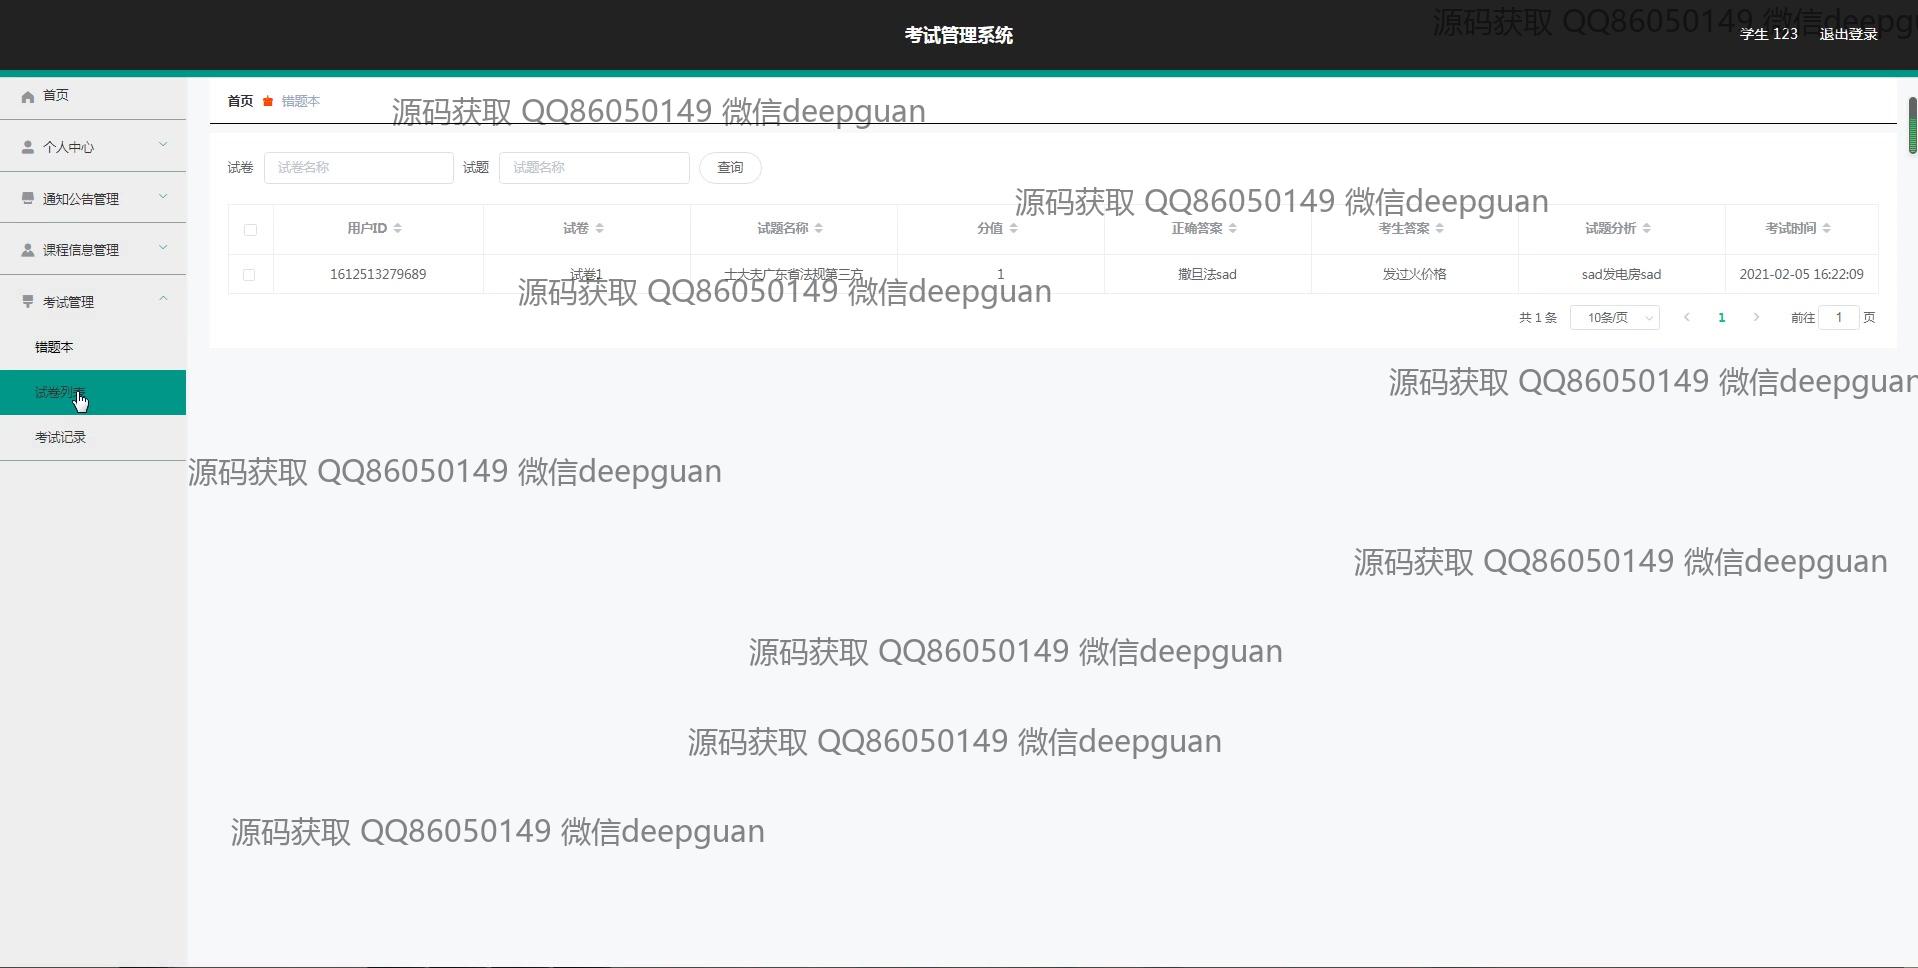 考试管理系统
源码获取 QQ86050149 微信deepgu
学生 123 退出登录
首页
个人中心
通知公告管理
课程信息管理
考试管理
错题本
试卷列表
考试记录
首页 错题本
源码获取 QQ86050149 微信deepguan
试卷 试卷名称 试题 试题名称 查询
源码获取 QQ86050149 微信deepguan
用户ID 试卷 试题名称 分值 正确答案 考生答案 试题分析 考试时间
1612513279689 试卷1 十大夫广东省法规第三方 1 撒旦法sad 发过火价格 sad发电房sad 2021-02-05 16:22:09
源码获取 QQ86050149 微信deepguan
共 1 条 10条/页 1 前往 1 页
源码获取 QQ86050149 微信deepguan
源码获取 QQ86050149 微信deepguan
源码获取 QQ86050149 微信deepguan
源码获取 QQ86050149 微信deepguan
源码获取 QQ86050149 微信deepguan
源码获取 QQ86050149 微信deepguan